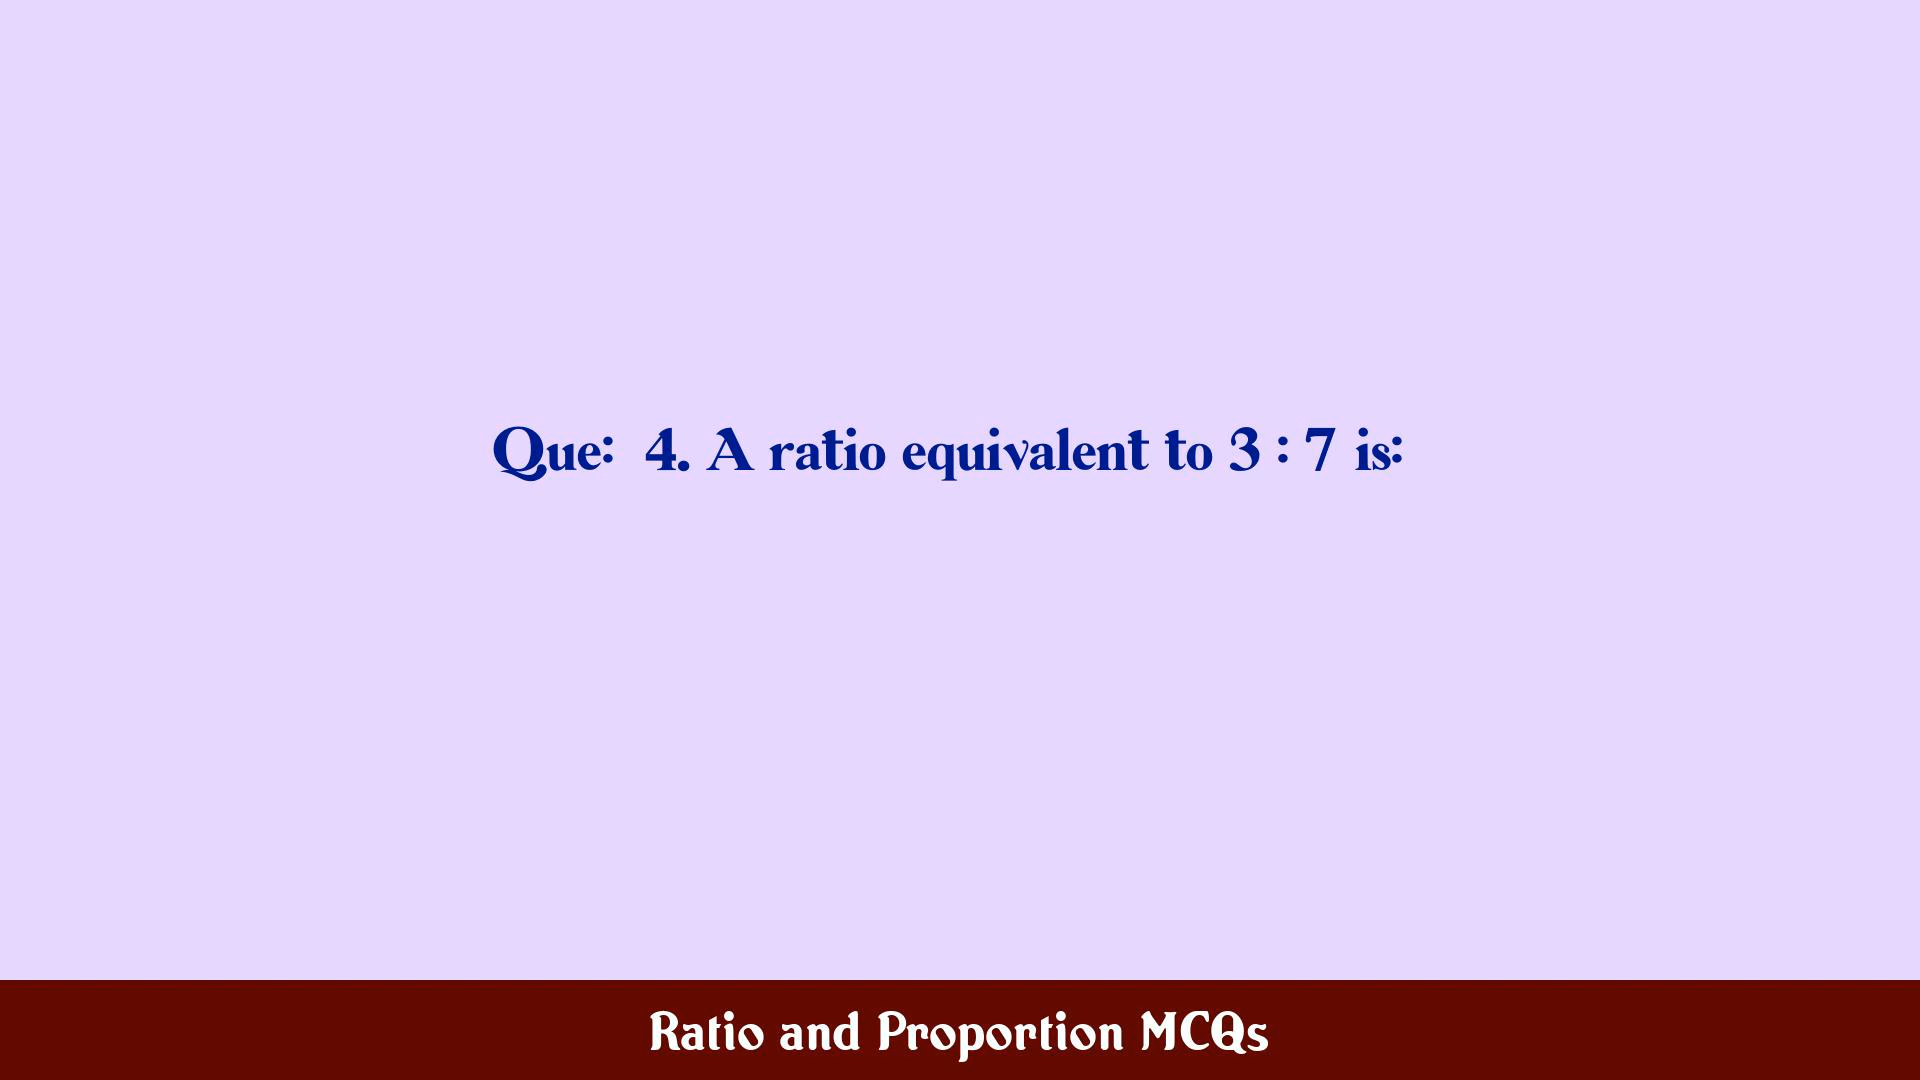 Que:  4. A ratio equivalent to 3 : 7 is:
Ratio and Proportion MCQs